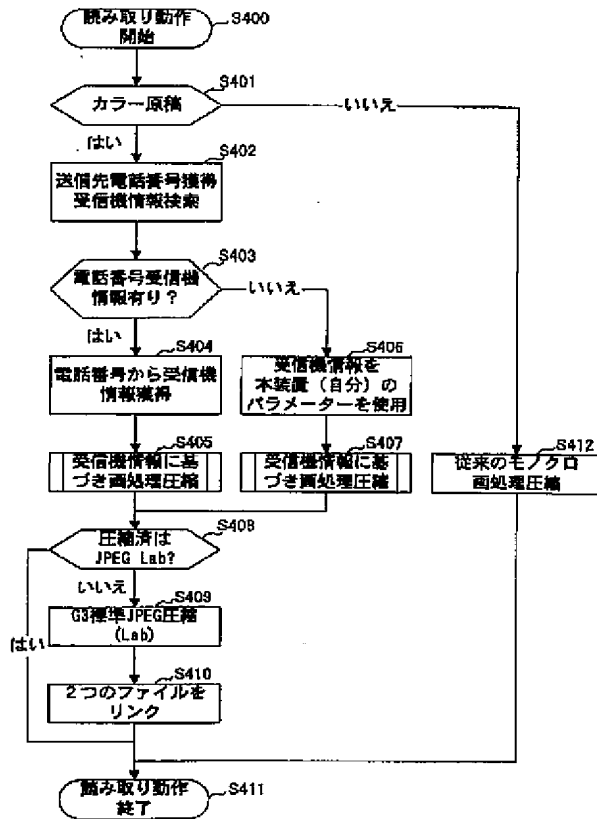 読み取り動作
開始
S400
S401
カラー原稿
いいえ
はい
S402
送信先電話番号獲得
受信機情報検索
S403
電話番号受信機
情報有り？
いいえ
はい
S404
電話番号から受信機
情報獲得
S406
受信機情報を
本装置（自分）の
パラメーターを使用
S405
受信機情報に基
づき画処理圧縮
S407
受信機情報に基
づき画処理圧縮
S412
従来のモノクロ
画処理圧縮
S408
圧縮済は
JPEG Lab?
いいえ
はい
S409
G3標準JPEG圧縮
(Lab)
S410
２つのファイルを
リンク
読み取り動作
終了
S411